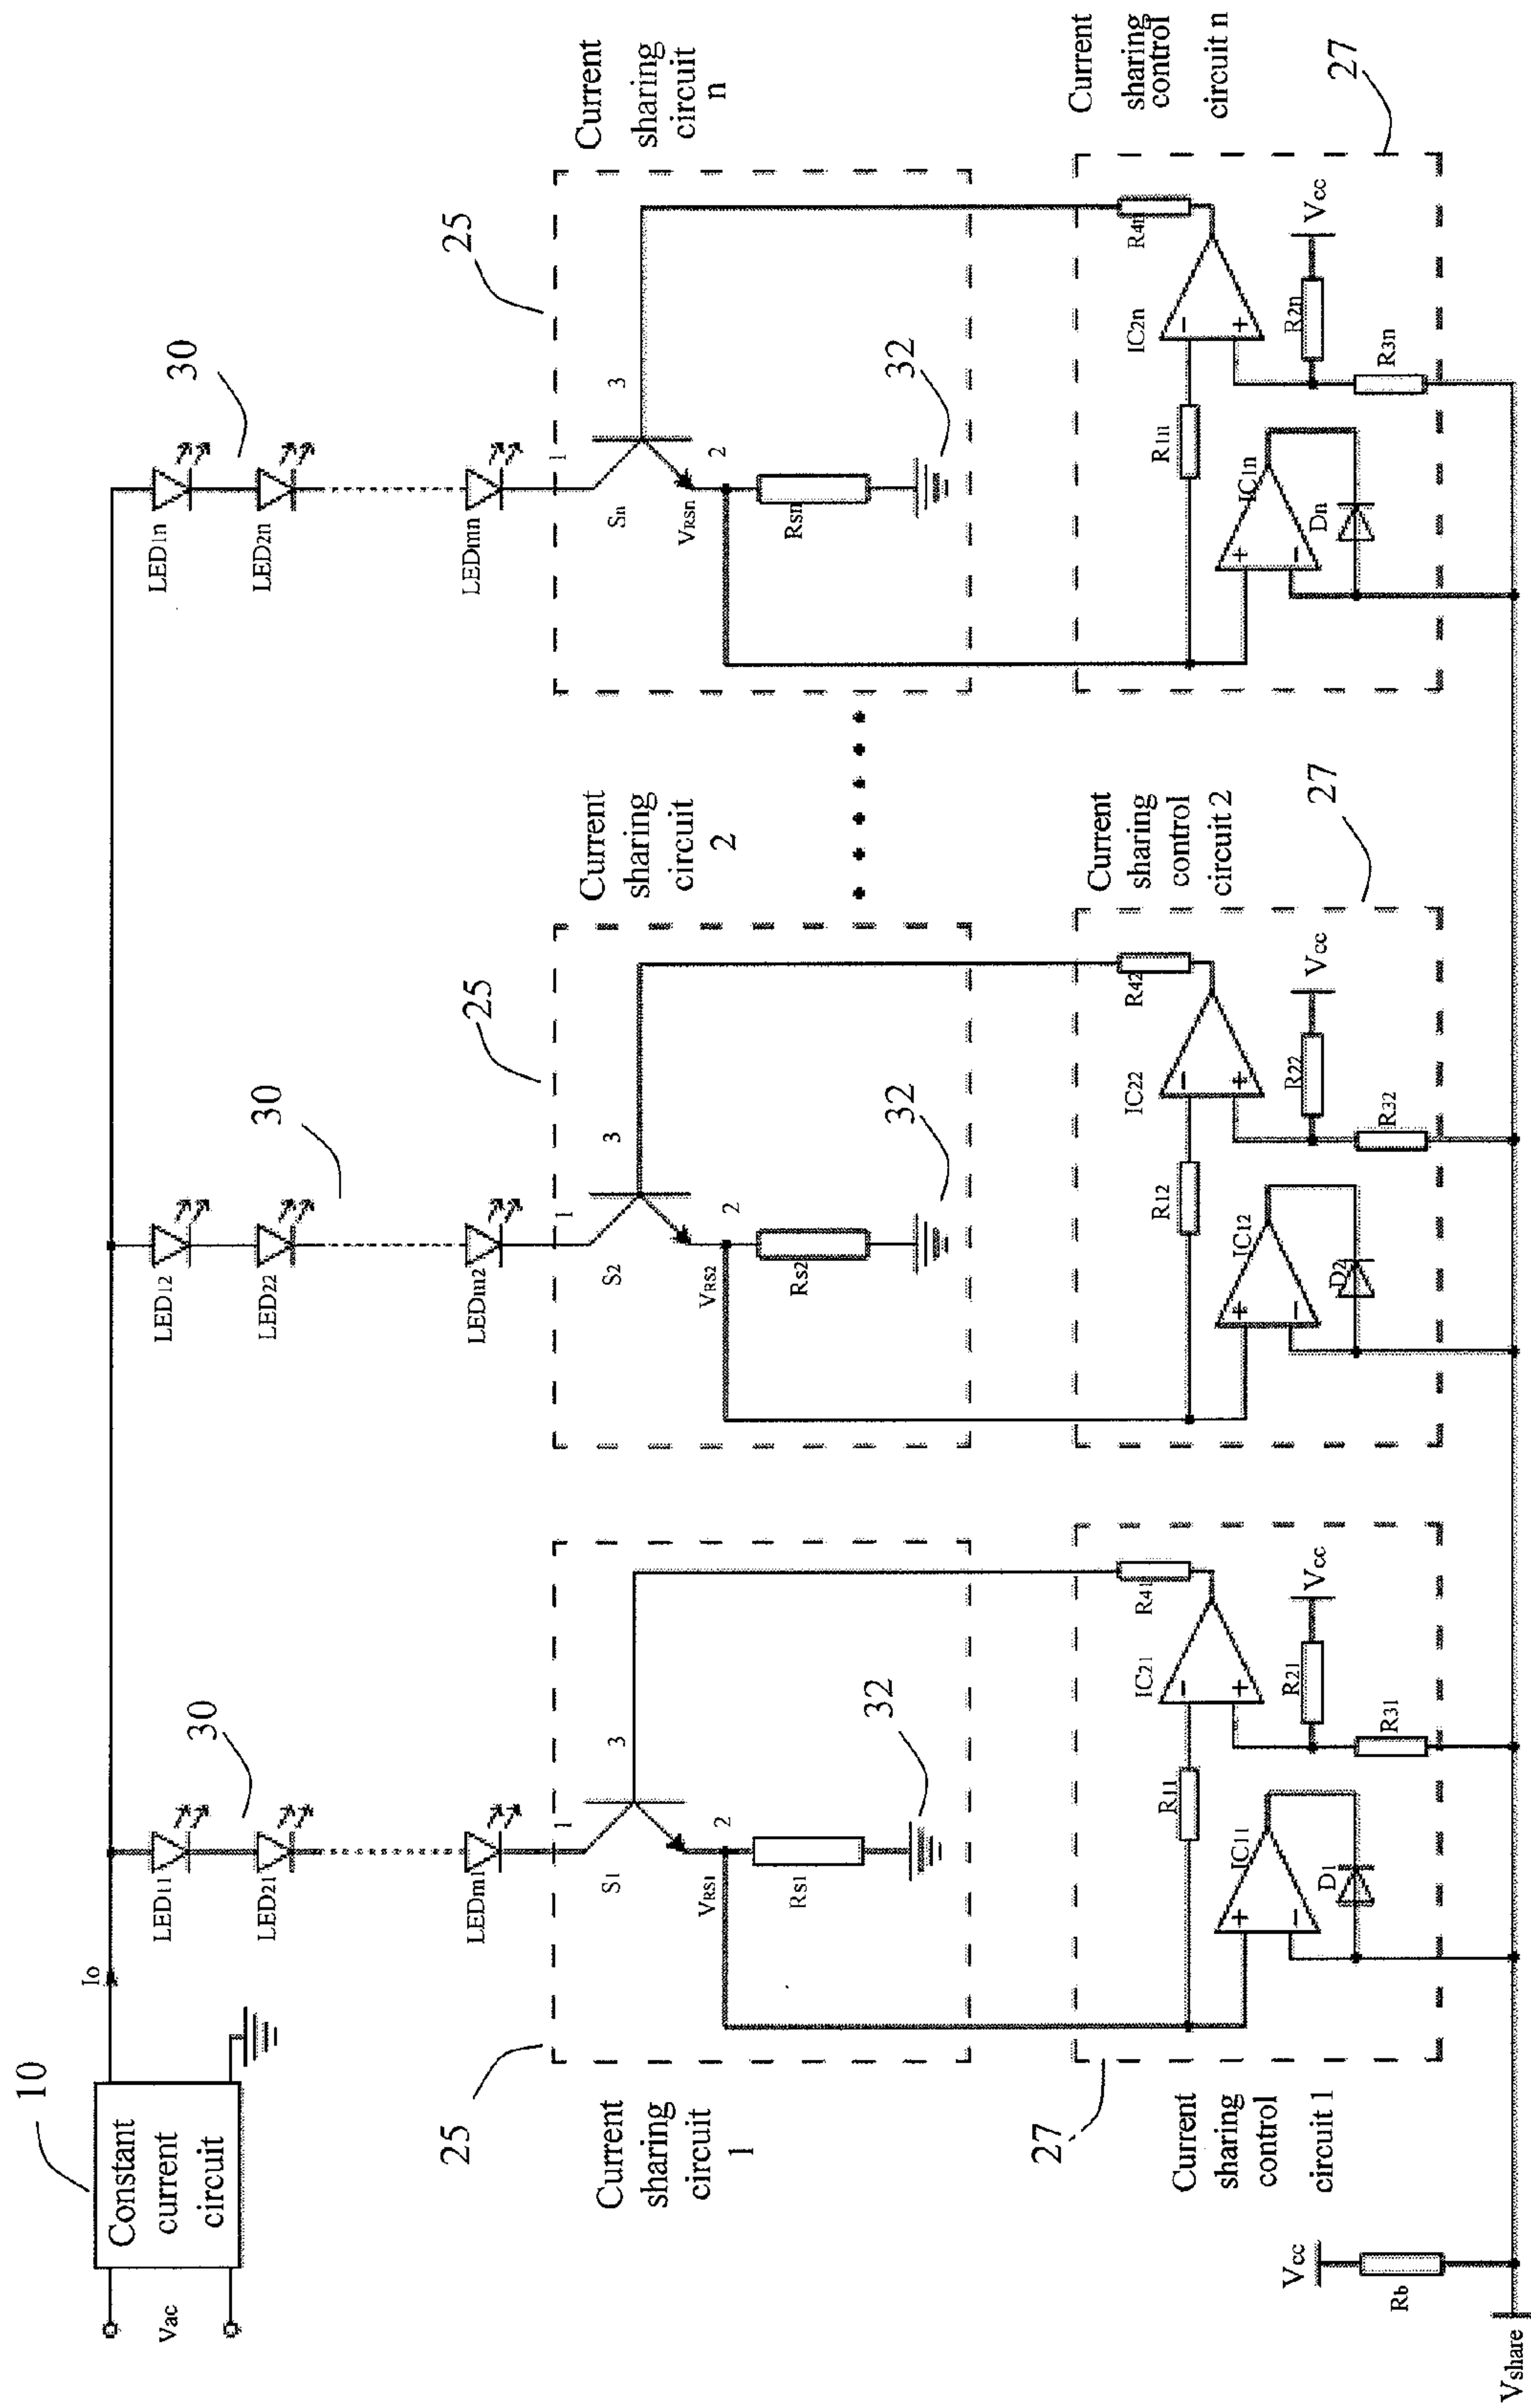 10
Constant
current
circuit
Vac
Io
LED11
LED21
LEDm1
30
LED12
LED22
LEDm2
30
LED1n
LED2n
LEDmn
30
25
Current
sharing
circuit
1
1
S1
3
2
VRS1
Rs1
32
25
Current
sharing
circuit
2
1
S2
3
2
VRS2
Rs2
32
25
Current
sharing
circuit
n
1
Sn
3
2
VRsn
Rsn
32
27
Current
sharing
control
circuit 1
R41
IC21
-
+
R11
R21
Vcc
R31
IC11
+
-
D1
27
Current
sharing
control
circuit 2
R42
IC22
-
+
R12
R22
Vcc
R32
IC12
+
-
D2
27
Current
sharing
control
circuit n
R4n
IC2n
-
+
R1n
R2n
Vcc
R3n
IC1n
+
-
Dn
Vcc
Rb
Vshare